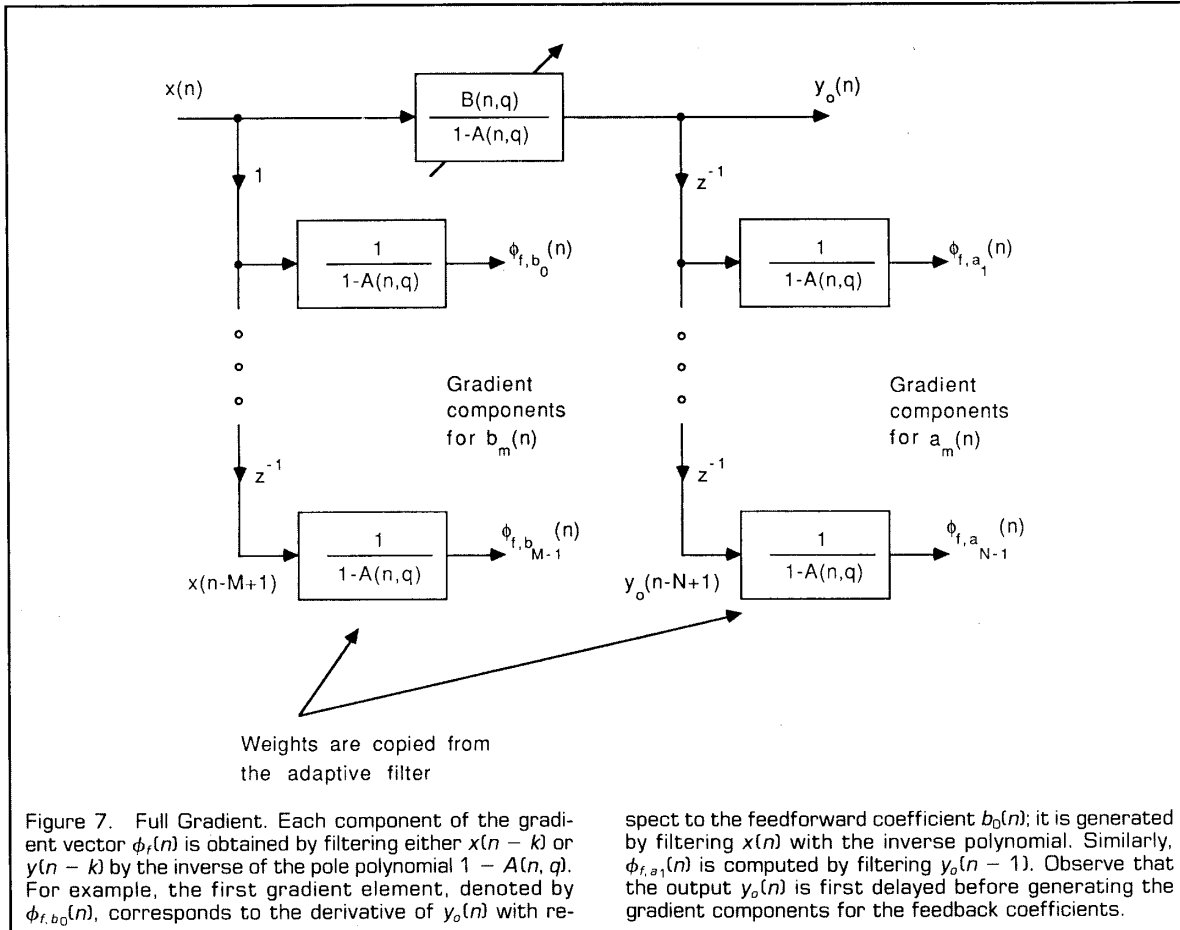 x(n)
B(n,q)
1-A(n,q)
y_o(n)
1
z^-1
1
1-A(n,q)
ϕ_f,b_0(n)
1
1-A(n,q)
ϕ_f,a_1(n)
Gradient
components
for b_m(n)
Gradient
components
for a_m(n)
z^-1
z^-1
1
1-A(n,q)
ϕ_f,b_M-1(n)
1
1-A(n,q)
ϕ_f,a_N-1(n)
x(n-M+1)
y_o(n-N+1)
Weights are copied from
the adaptive filter
Figure 7. Full Gradient. Each component of the gradi-
ent vector ϕ_f(n) is obtained by filtering either x(n − k) or
y(n − k) by the inverse of the pole polynomial 1 − A(n, q).
For example, the first gradient element, denoted by
ϕ_f,b_0(n), corresponds to the derivative of y_o(n) with re-
spect to the feedforward coefficient b_0(n); it is generated
by filtering x(n) with the inverse polynomial. Similarly,
ϕ_f,a_1(n) is computed by filtering y_o(n − 1). Observe that
the output y_o(n) is first delayed before generating the
gradient components for the feedback coefficients.